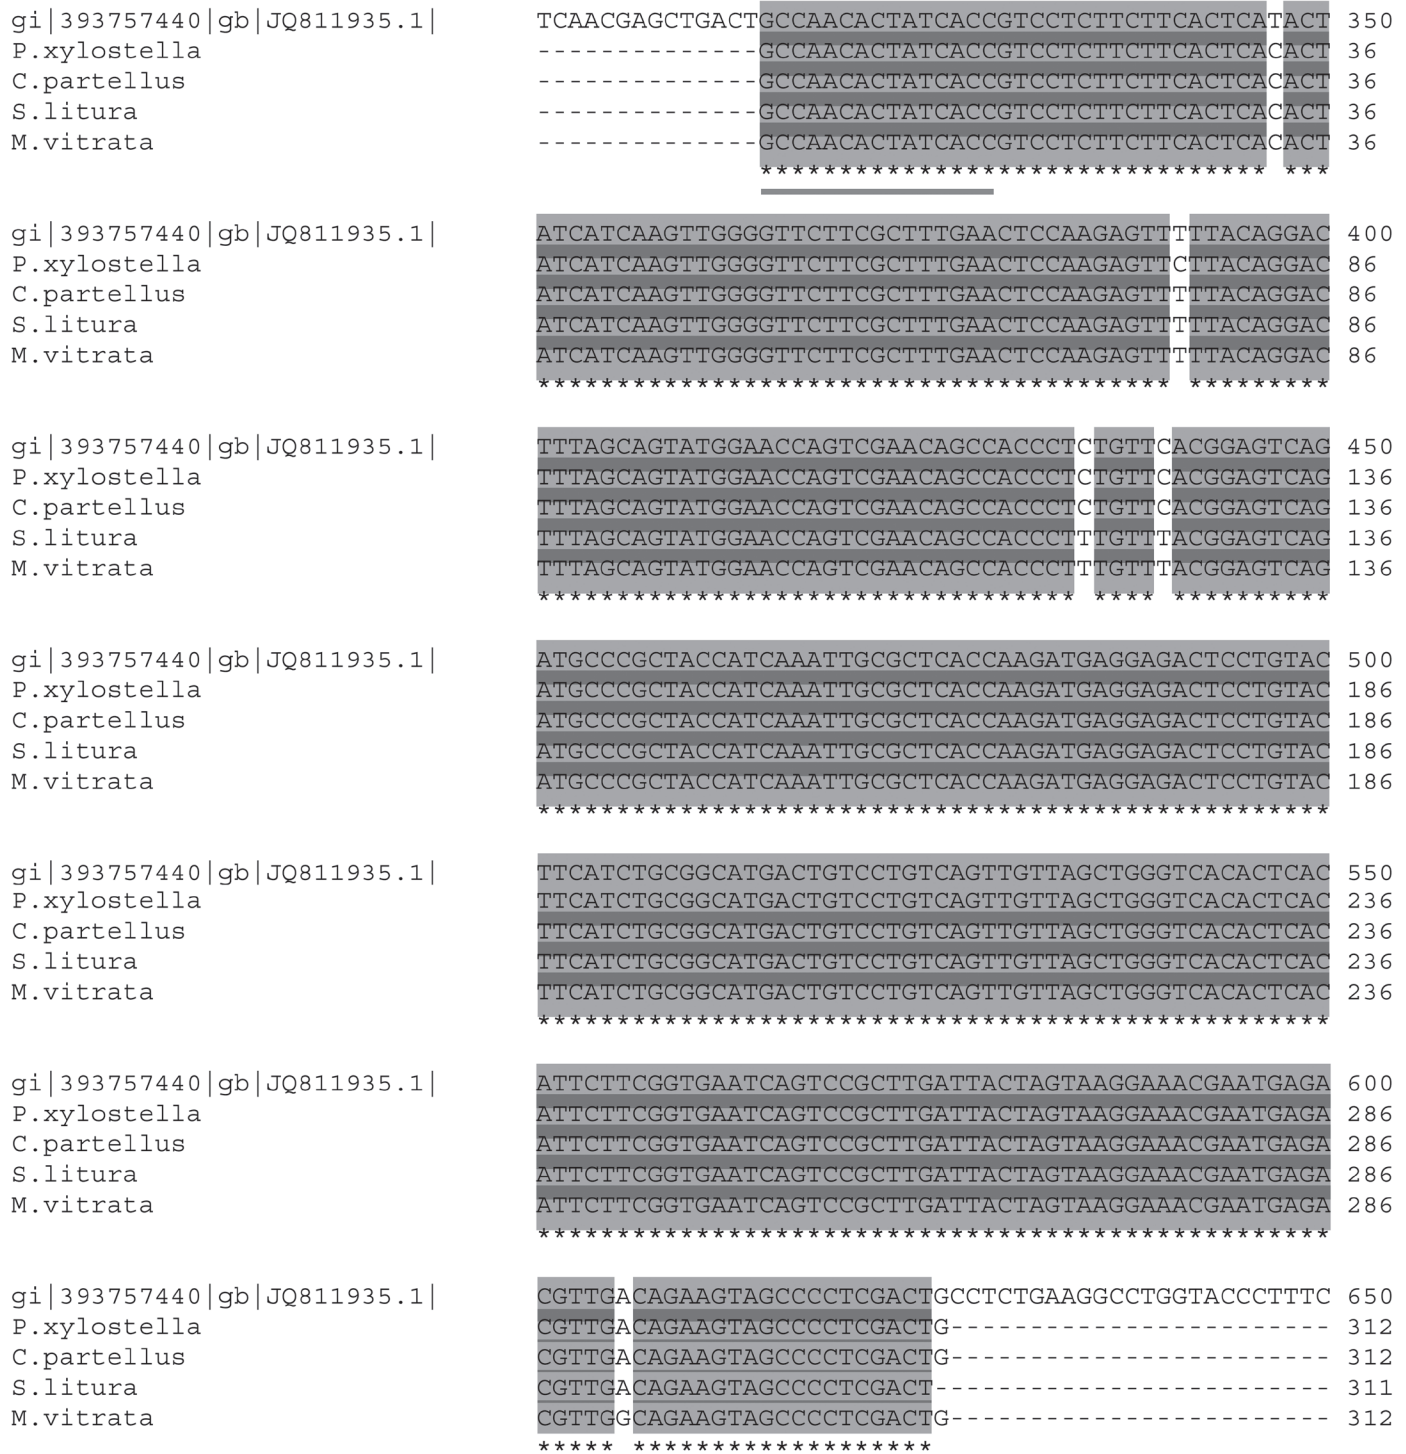 gi|393757440|gb|JQ811935.1| TCAACGAGCTGACTGCCAACACTATCACCGTCCTCTTCTTCACTCATACT 350
P.xylostella --------------GCCAACACTATCACCGTCCTCTTCTTCACTCACACT 36
C.partellus --------------GCCAACACTATCACCGTCCTCTTCTTCACTCACACT 36
S.litura --------------GCCAACACTATCACCGTCCTCTTCTTCACTCACACT 36
M.vitrata --------------GCCAACACTATCACCGTCCTCTTCTTCACTCACACT 36
******************************** ***
gi|393757440|gb|JQ811935.1| ATCATCAAGTTGGGGTTCTTCGCTTTGAACTCCAAGAGTTTTTACAGGAC 400
P.xylostella ATCATCAAGTTGGGGTTCTTCGCTTTGAACTCCAAGAGTTCTTACAGGAC 86
C.partellus ATCATCAAGTTGGGGTTCTTCGCTTTGAACTCCAAGAGTTTTTACAGGAC 86
S.litura ATCATCAAGTTGGGGTTCTTCGCTTTGAACTCCAAGAGTTTTTACAGGAC 86
M.vitrata ATCATCAAGTTGGGGTTCTTCGCTTTGAACTCCAAGAGTTTTTACAGGAC 86
**************************************** *********
gi|393757440|gb|JQ811935.1| TTTAGCAGTATGGAACCAGTCGAACAGCCACCCTCTGTTCACGGAGTCAG 450
P.xylostella TTTAGCAGTATGGAACCAGTCGAACAGCCACCCTCTGTTCACGGAGTCAG 136
C.partellus TTTAGCAGTATGGAACCAGTCGAACAGCCACCCTCTGTTCACGGAGTCAG 136
S.litura TTTAGCAGTATGGAACCAGTCGAACAGCCACCCTTTGTTTACGGAGTCAG 136
M.vitrata TTTAGCAGTATGGAACCAGTCGAACAGCCACCCTTTGTTTACGGAGTCAG 136
********************************** **** **********
gi|393757440|gb|JQ811935.1| ATGCCCGCTACCATCAAATTGCGCTCACCAAGATGAGGAGACTCCTGTAC 500
P.xylostella ATGCCCGCTACCATCAAATTGCGCTCACCAAGATGAGGAGACTCCTGTAC 186
C.partellus ATGCCCGCTACCATCAAATTGCGCTCACCAAGATGAGGAGACTCCTGTAC 186
S.litura ATGCCCGCTACCATCAAATTGCGCTCACCAAGATGAGGAGACTCCTGTAC 186
M.vitrata ATGCCCGCTACCATCAAATTGCGCTCACCAAGATGAGGAGACTCCTGTAC 186
**************************************************
gi|393757440|gb|JQ811935.1| TTCATCTGCGGCATGACTGTCCTGTCAGTTGTTAGCTGGGTCACACTCAC 550
P.xylostella TTCATCTGCGGCATGACTGTCCTGTCAGTTGTTAGCTGGGTCACACTCAC 236
C.partellus TTCATCTGCGGCATGACTGTCCTGTCAGTTGTTAGCTGGGTCACACTCAC 236
S.litura TTCATCTGCGGCATGACTGTCCTGTCAGTTGTTAGCTGGGTCACACTCAC 236
M.vitrata TTCATCTGCGGCATGACTGTCCTGTCAGTTGTTAGCTGGGTCACACTCAC 236
**************************************************
gi|393757440|gb|JQ811935.1| ATTCTTCGGTGAATCAGTCCGCTTGATTACTAGTAAGGAAACGAATGAGA 600
P.xylostella ATTCTTCGGTGAATCAGTCCGCTTGATTACTAGTAAGGAAACGAATGAGA 286
C.partellus ATTCTTCGGTGAATCAGTCCGCTTGATTACTAGTAAGGAAACGAATGAGA 286
S.litura ATTCTTCGGTGAATCAGTCCGCTTGATTACTAGTAAGGAAACGAATGAGA 286
M.vitrata ATTCTTCGGTGAATCAGTCCGCTTGATTACTAGTAAGGAAACGAATGAGA 286
**************************************************
gi|393757440|gb|JQ811935.1| CGTTGACAGAAGTAGCCCCTCGACTGCCTCTGAAGGCCTGGTACCCTTTC 650
P.xylostella CGTTGACAGAAGTAGCCCCTCGACTG------------------------ 312
C.partellus CGTTGACAGAAGTAGCCCCTCGACTG------------------------ 312
S.litura CGTTGACAGAAGTAGCCCCTCGACT------------------------- 311
M.vitrata CGTTGGCAGAAGTAGCCCCTCGACTG------------------------ 312
***** *******************